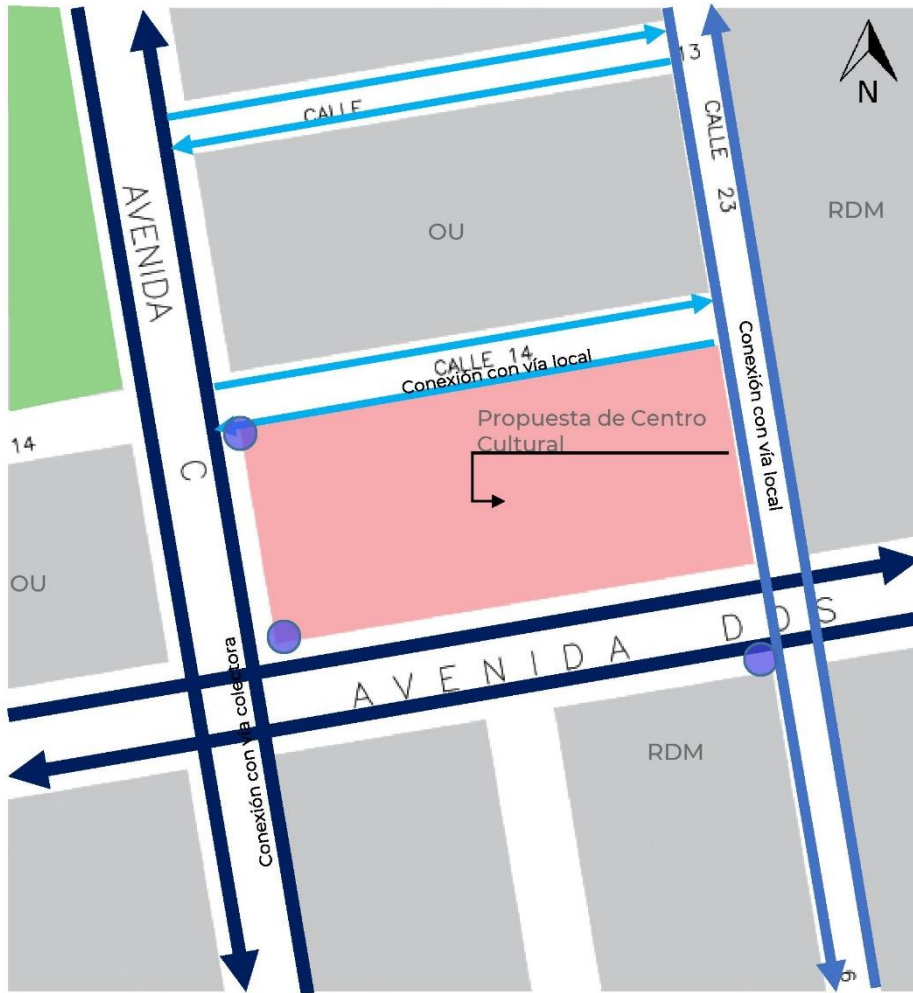 13
CALLE
N
CALLE 23
AVENIDA
RDM
OU
CALLE 14
Conexión con vía local
Conexión con vía local
Propuesta de Centro
Cultural
14
C
OU
AVENIDA DOS
Conexión con vía colectora
RDM
6